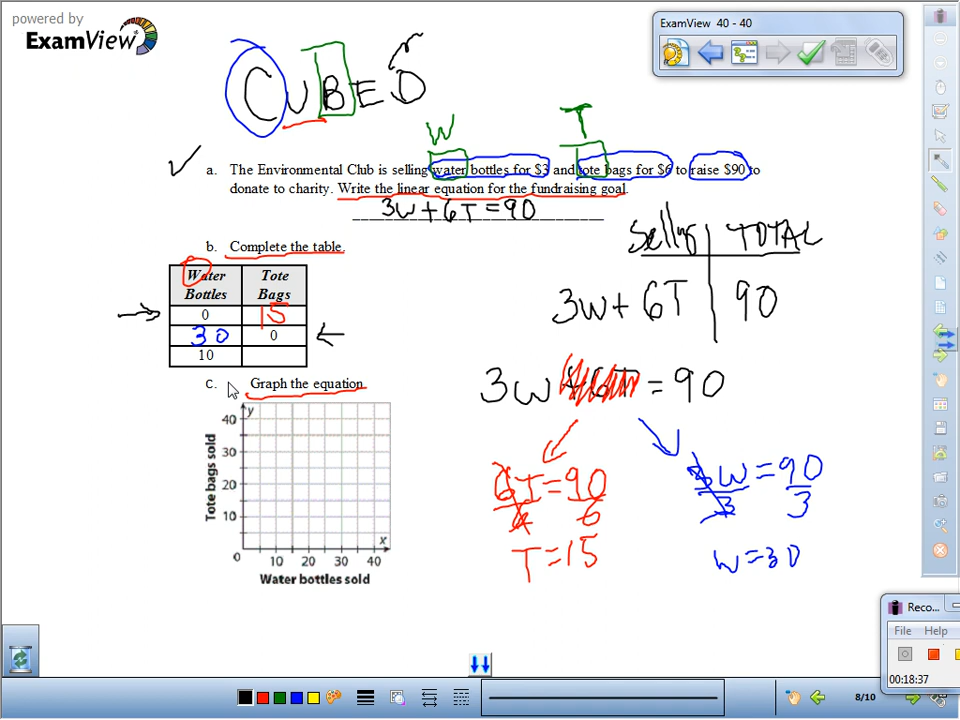 powered by
ExamView
ExamView 40 - 40
CUBES
W T
a. The Environmental Club is selling water bottles for $3 and tote bags for $6 to raise $90 to
donate to charity. Write the linear equation for the fundraising goal.
3W+6T=90
Selling TOTAL
3W+6T 90
b. Complete the table.
Water Bottles Tote Bags
0 15
30 0
10
3W+6T=90
c. Graph the equation
y
40
30
20
10
0 10 20 30 40
x
Tote bags sold
Water bottles sold
6T=90
6 6
T=15
3W=90
3 3
W=30
Reco...
File Help
00:18:37
8/10